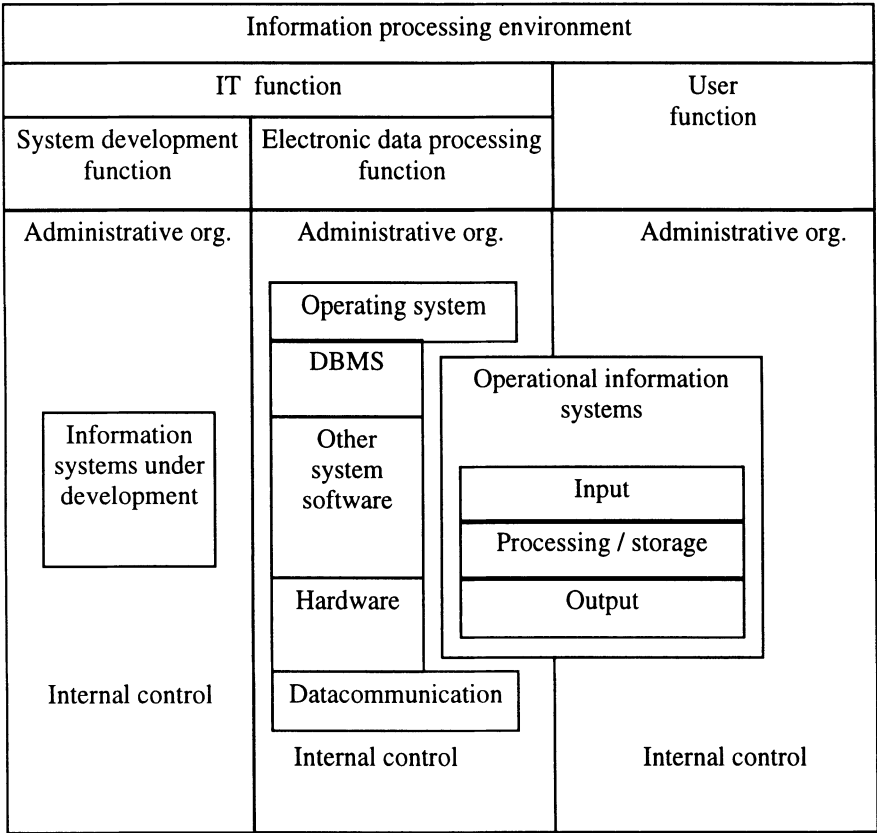 Information processing environment
IT function
User
function
System development
function
Electronic data processing
function
Administrative org.
Administrative org.
Administrative org.
Operating system
DBMS
Operational information
systems
Information
systems under
development
Other
system
software
Input
Processing / storage
Hardware
Output
Internal control
Datacommunication
Internal control
Internal control